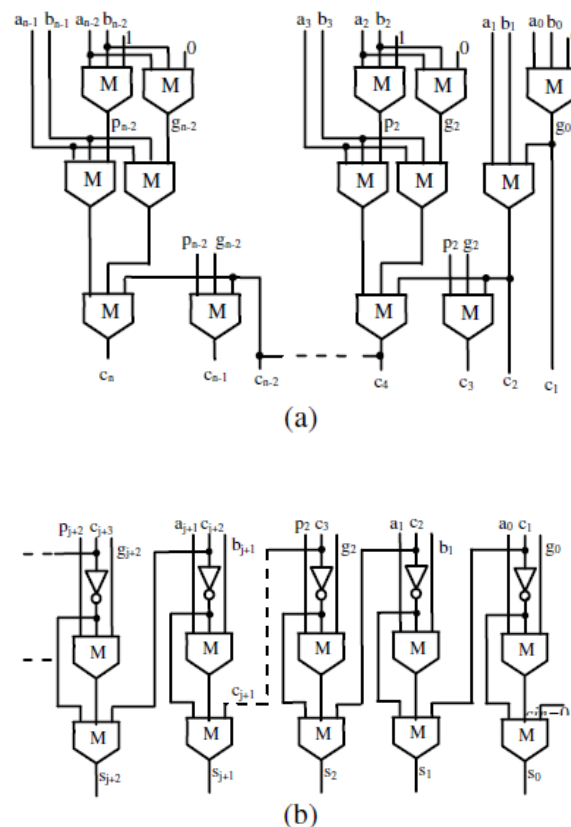 aₙ₋₁ bₙ₋₁ aₙ₋₂ bₙ₋₂ a₃ b₃ a₂ b₂ a₁ b₁ a₀ b₀
1 0 1 0
M M M M M
pₙ₋₂ gₙ₋₂ p₂ g₂ g₀
M M M M M
pₙ₋₂ gₙ₋₂ p₂ g₂
M M M M
cₙ cₙ₋₁ cₙ₋₂ c₄ c₃ c₂ c₁
(a)
pⱼ₊₂ cⱼ₊₃ aⱼ₊₁ cⱼ₊₂ p₂ c₃ a₁ c₂ a₀ c₁
gⱼ₊₂ bⱼ₊₁ g₂ b₁ g₀
M M M M M
cⱼ₊₁
M M M M M
sⱼ₊₂ sⱼ₊₁ s₂ s₁ s₀
(b)